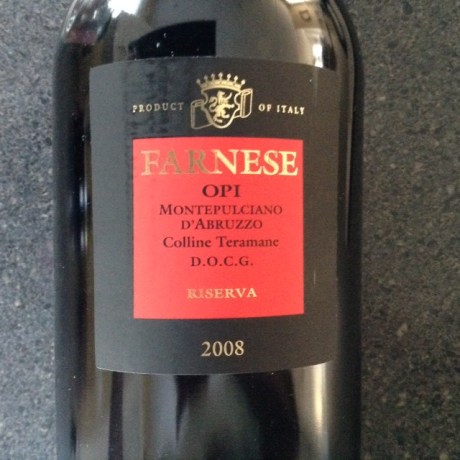 PRODUCT OF ITALY
FARNESE
OPI
MONTEPULCIANO
D'ABRUZZO
Colline Teramane
D.O.C.G.
RISERVA
2008